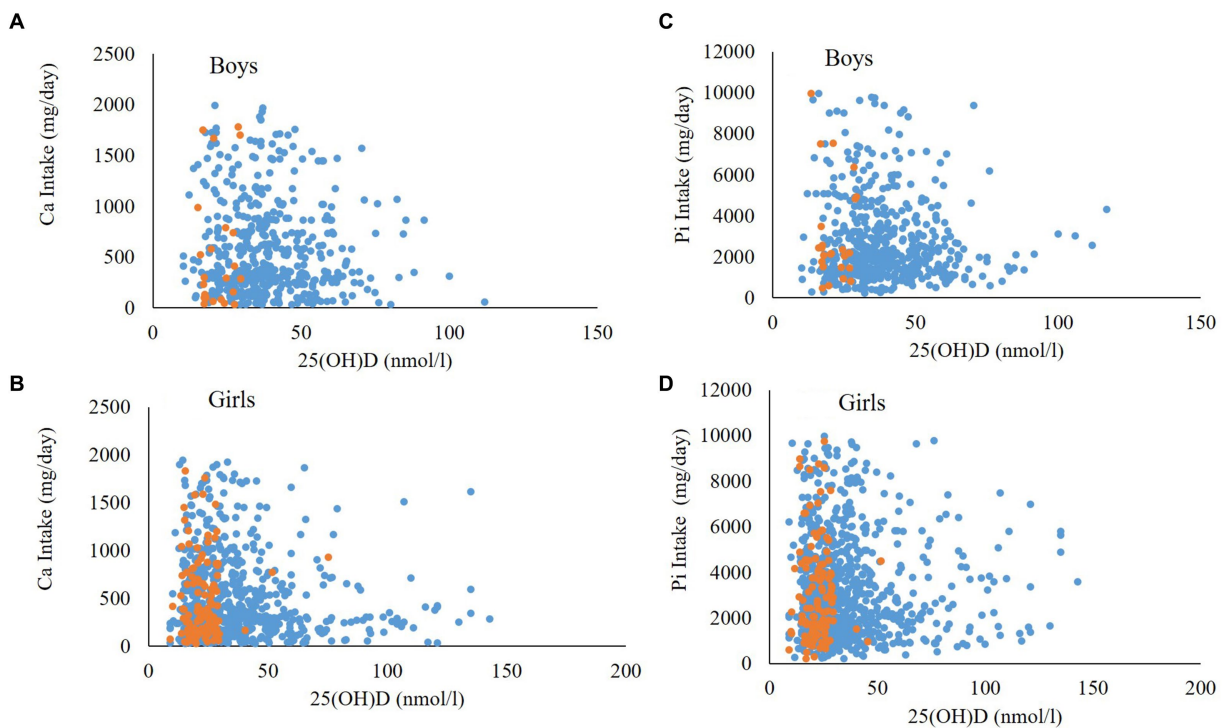 A
Boys
Ca Intake (mg/day)
2500
2000
1500
1000
500
0
0 50 100 150
25(OH)D (nmol/l)
B
Girls
Ca Intake (mg/day)
2500
2000
1500
1000
500
0
0 50 100 150 200
25(OH)D (nmol/l)
C
Boys
Pi Intake (mg/day)
12000
10000
8000
6000
4000
2000
0
0 50 100 150
25(OH)D (nmol/l)
D
Girls
Pi Intake (mg/day)
12000
10000
8000
6000
4000
2000
0
0 50 100 150 200
25(OH)D (nmol/l)